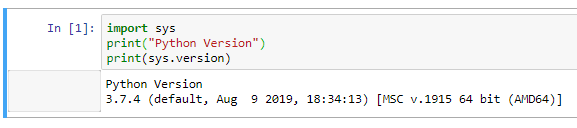 In [1]: import sys
print("Python Version")
print(sys.version)
Python Version
3.7.4 (default, Aug  9 2019, 18:34:13) [MSC v.1915 64 bit (AMD64)]